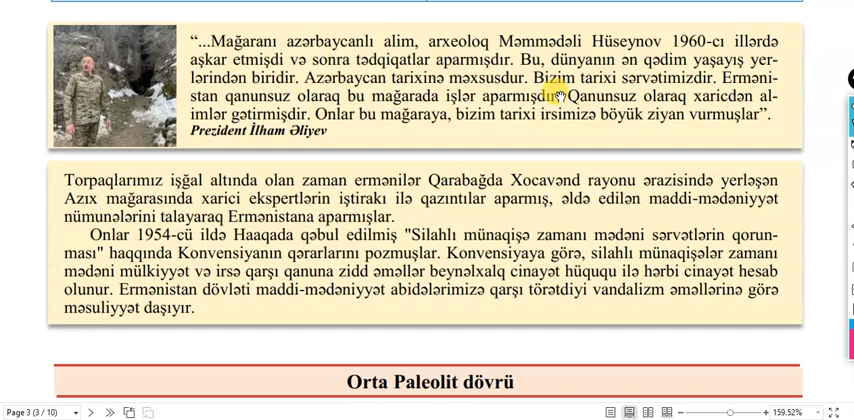 “...Mağaranı azərbaycanlı alim, arxeoloq Məmmədəli Hüseynov 1960-cı illərdə
aşkar etmişdi və sonra tədqiqatlar aparmışdır. Bu, dünyanın ən qədim yaşayış yer-
lərindən biridir. Azərbaycan tarixinə məxsusdur. Bizim tarixi sərvətimizdir. Ermənis-
stan qanunsuz olaraq bu mağarada işlər aparmışdır. Qanunsuz olaraq xaricdən al-
imlər gətirmişdir. Onlar bu mağaraya, bizim tarixi irsimizə böyük ziyan vurmuşlar”.
Prezident İlham Əliyev
Torpaqlarımız işğal altında olan zaman ermənilər Qarabağda Xocavənd rayonu ərazisində yerləşən
Azıx mağarasında xarici ekspertlərin iştirakı ilə qazıntılar aparmış, əldə edilən maddi-mədəniyyət
nümunələrini talayaraq Ermənistana aparmışlar.
Onlar 1954-cü ildə Haaqada qəbul edilmiş "Silahlı münaqişə zamanı mədəni sərvətlərin qorun-
ması" haqqında Konvensiyanın qərarlarını pozmuşlar. Konvensiyaya görə, silahlı münaqişələr zamanı
mədəni mülkiyyət və irsə qarşı qanuna zidd əməllər beynəlxalq cinayət hüququ ilə hərbi cinayət hesab
olunur. Ermənistan dövləti maddi-mədəniyyət abidələrimizə qarşı törətdiyi vandalizm əməllərinə görə
məsuliyyət daşıyır.
Orta Paleolit dövrü
Page 3 (3 / 10)
159.52%